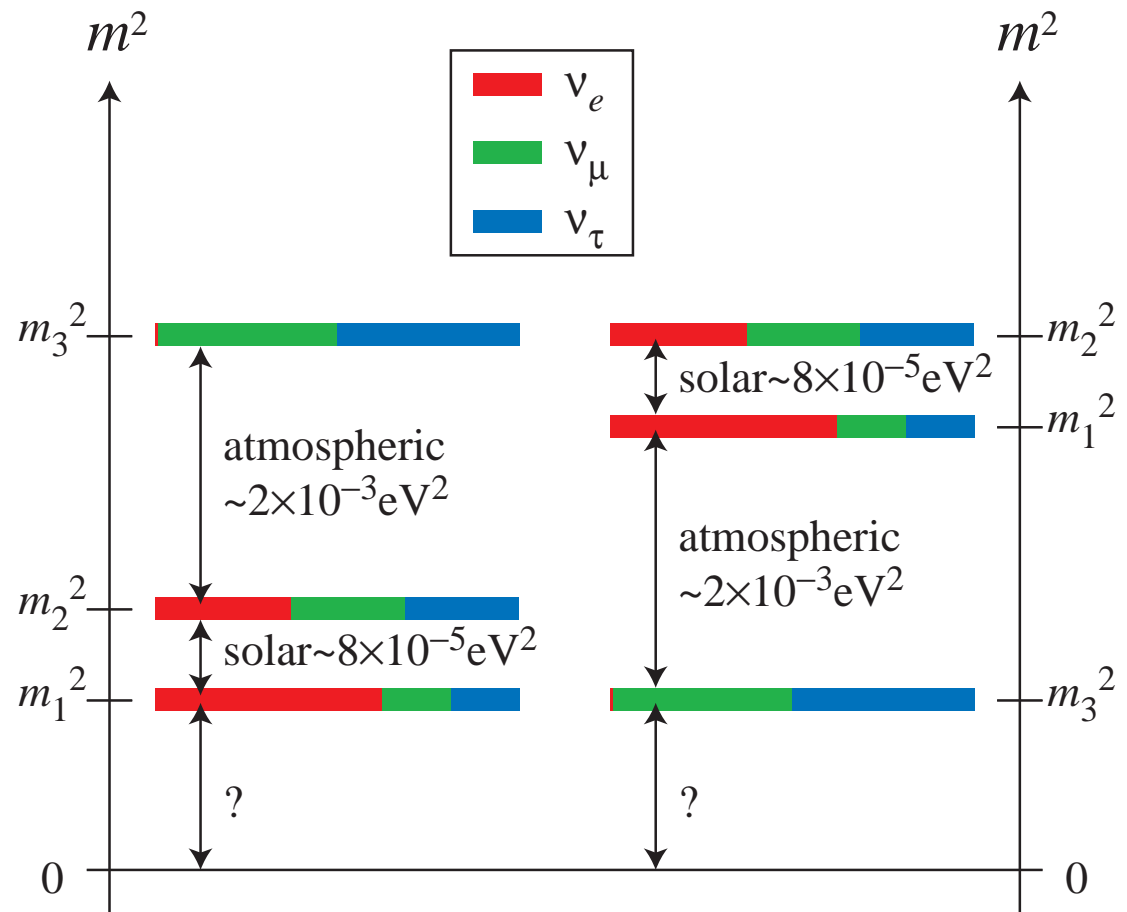 m²
m²
νₑ
ν_μ
ν_τ
m₃²
m₂²
solar~8×10⁻⁵eV²
m₁²
atmospheric
~2×10⁻³eV²
atmospheric
~2×10⁻³eV²
m₂²
solar~8×10⁻⁵eV²
m₁²
m₃²
?
?
0
0